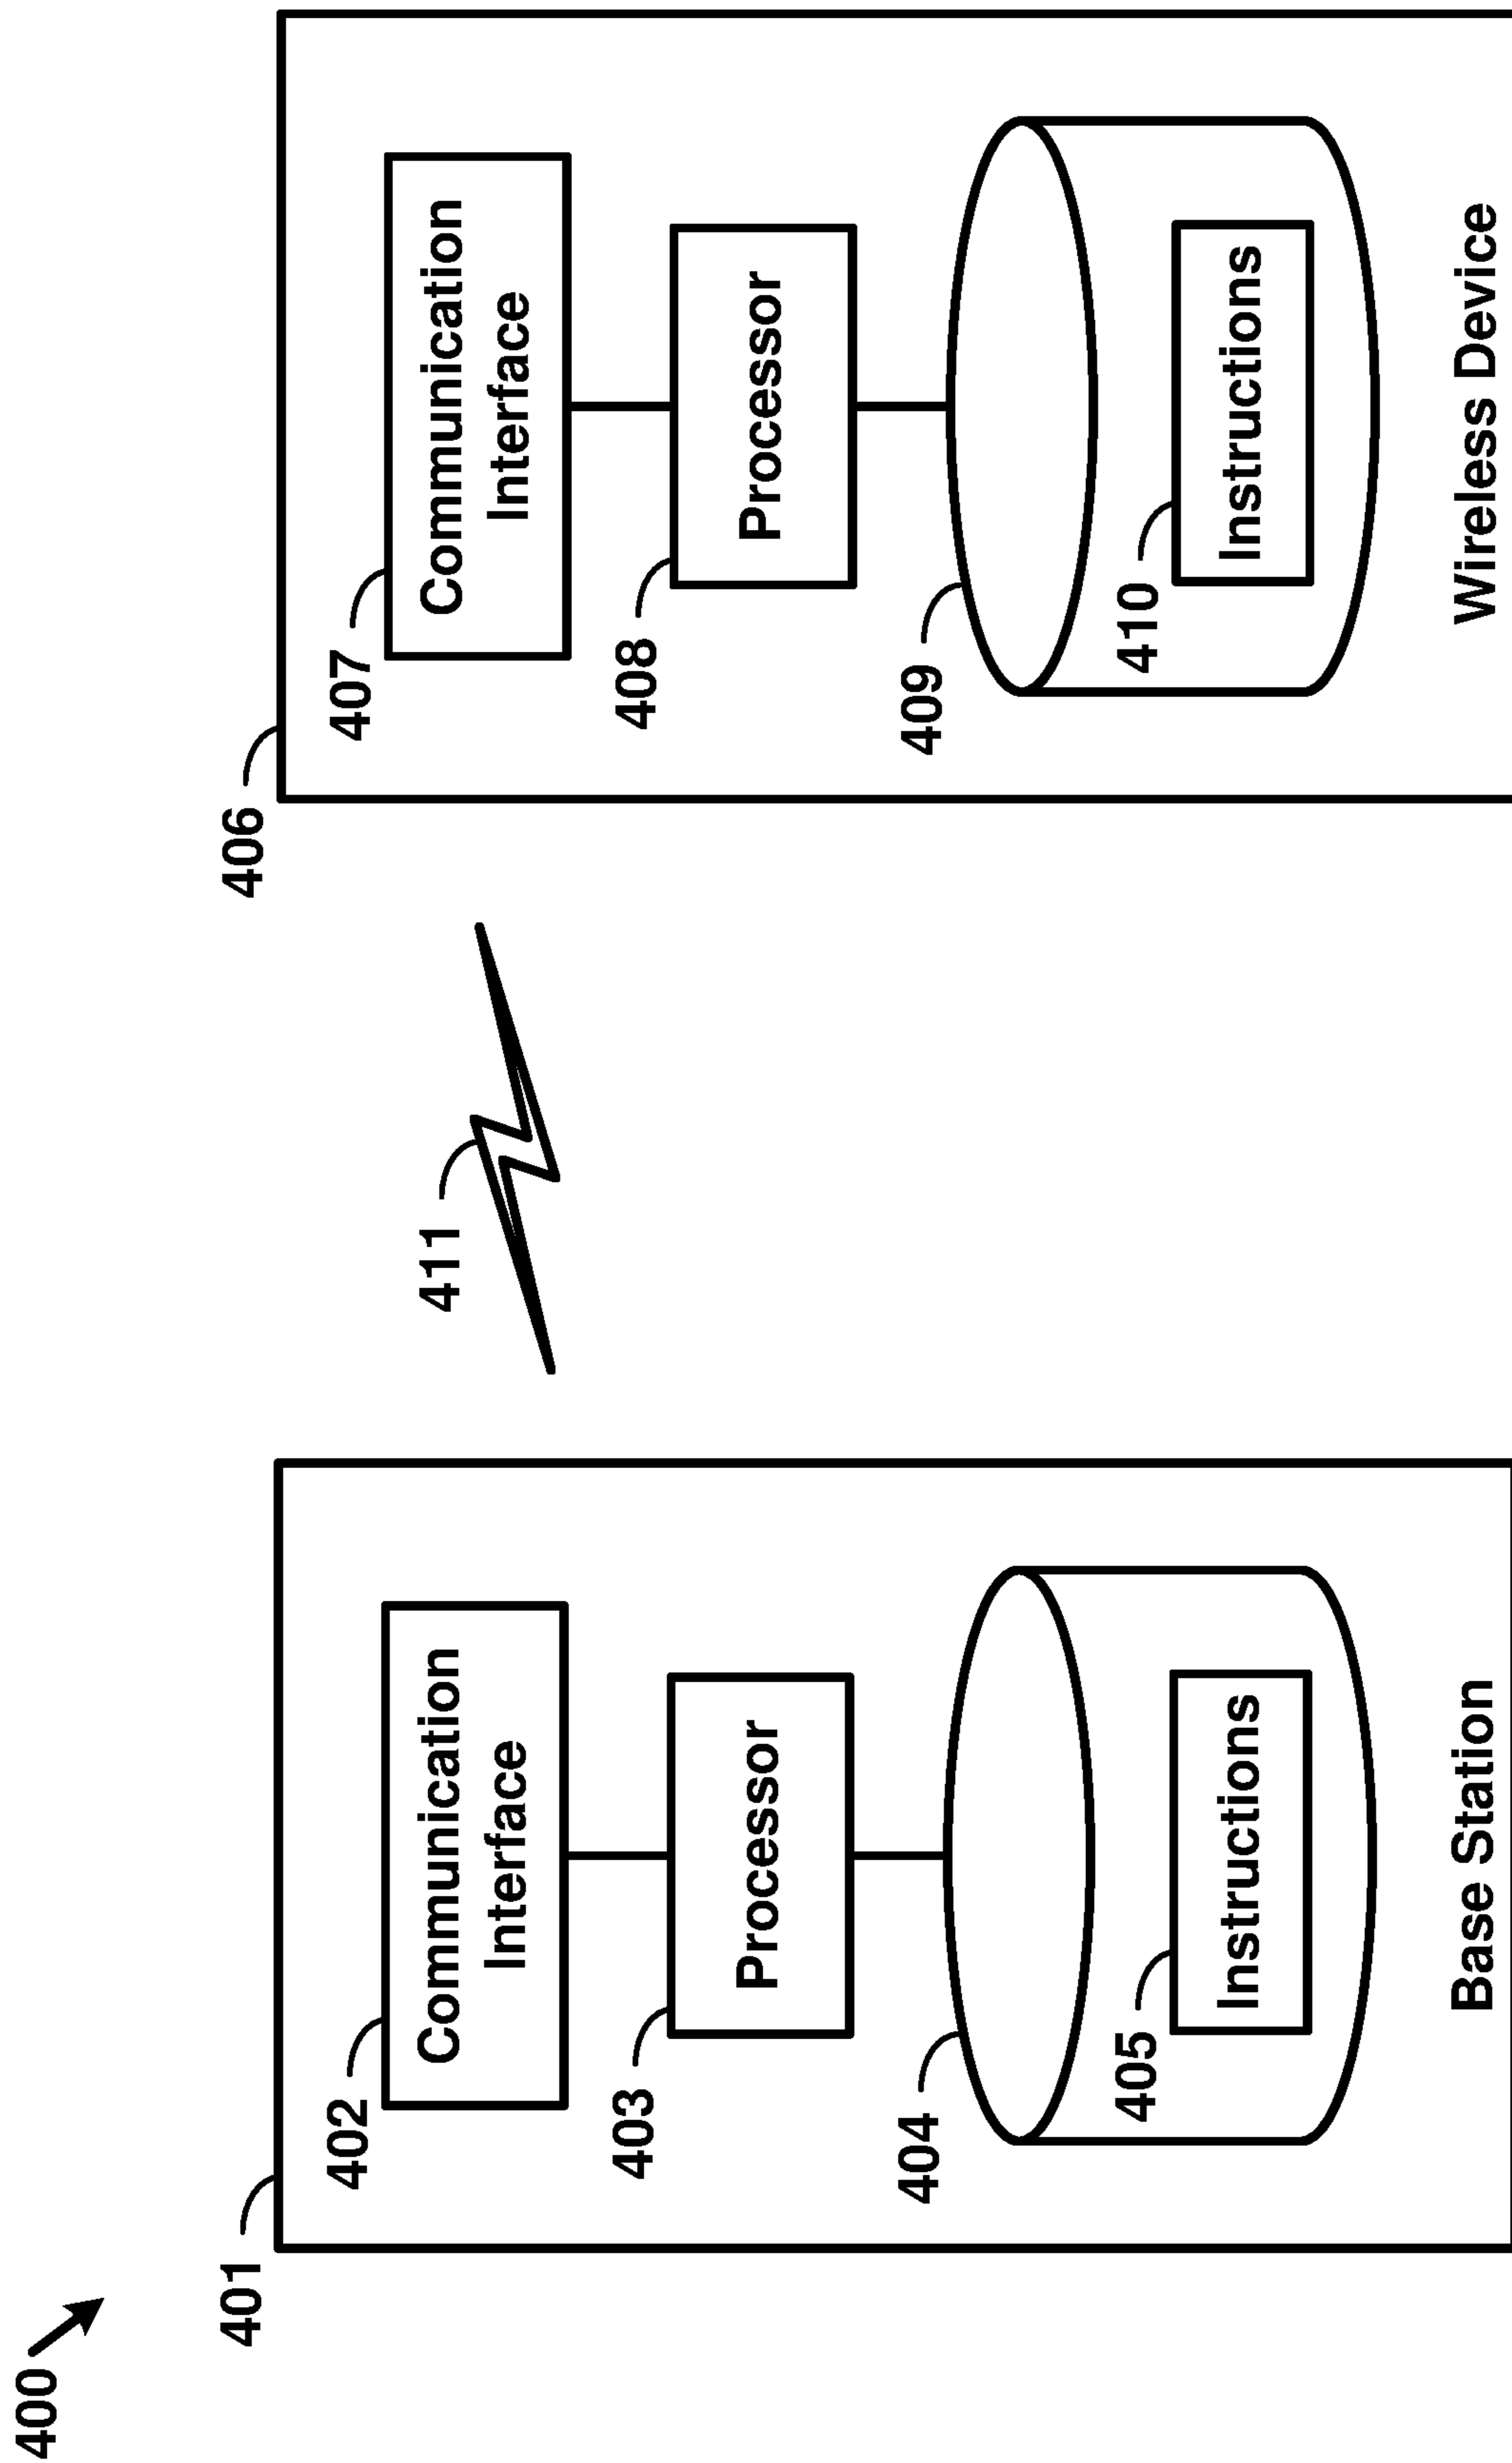 400
401
402
Communication
Interface
403
Processor
404
405
Instructions
Base Station
411
406
407
Communication
Interface
408
Processor
409
410
Instructions
Wireless Device